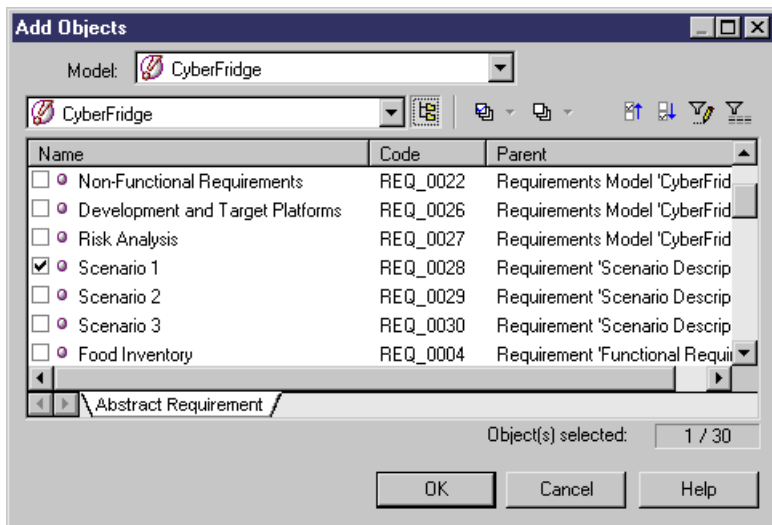 Add Objects
Model: CyberFridge
CyberFridge
Name Code Parent
Non-Functional Requirements REQ_0022 Requirements Model 'CyberFrid
Development and Target Platforms REQ_0026 Requirements Model 'CyberFrid
Risk Analysis REQ_0027 Requirements Model 'CyberFrid
Scenario 1 REQ_0028 Requirement 'Scenario Descrip
Scenario 2 REQ_0029 Requirement 'Scenario Descrip
Scenario 3 REQ_0030 Requirement 'Scenario Descrip
Food Inventory REQ_0004 Requirement 'Functional Requir
Abstract Requirement
Object(s) selected: 1 / 30
OK Cancel Help